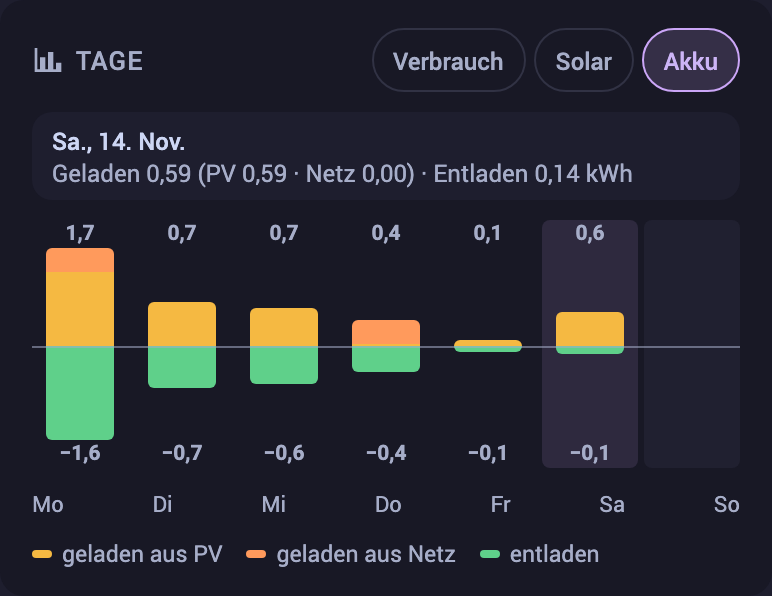 TAGE
Verbrauch
Solar
Akku
Sa., 14. Nov.
Geladen 0,59 (PV 0,59 · Netz 0,00) · Entladen 0,14 kWh
1,7 0,7 0,7 0,4 0,1 0,6
−1,6 −0,7 −0,6 −0,4 −0,1 −0,1
Mo Di Mi Do Fr Sa So
geladen aus PV geladen aus Netz entladen